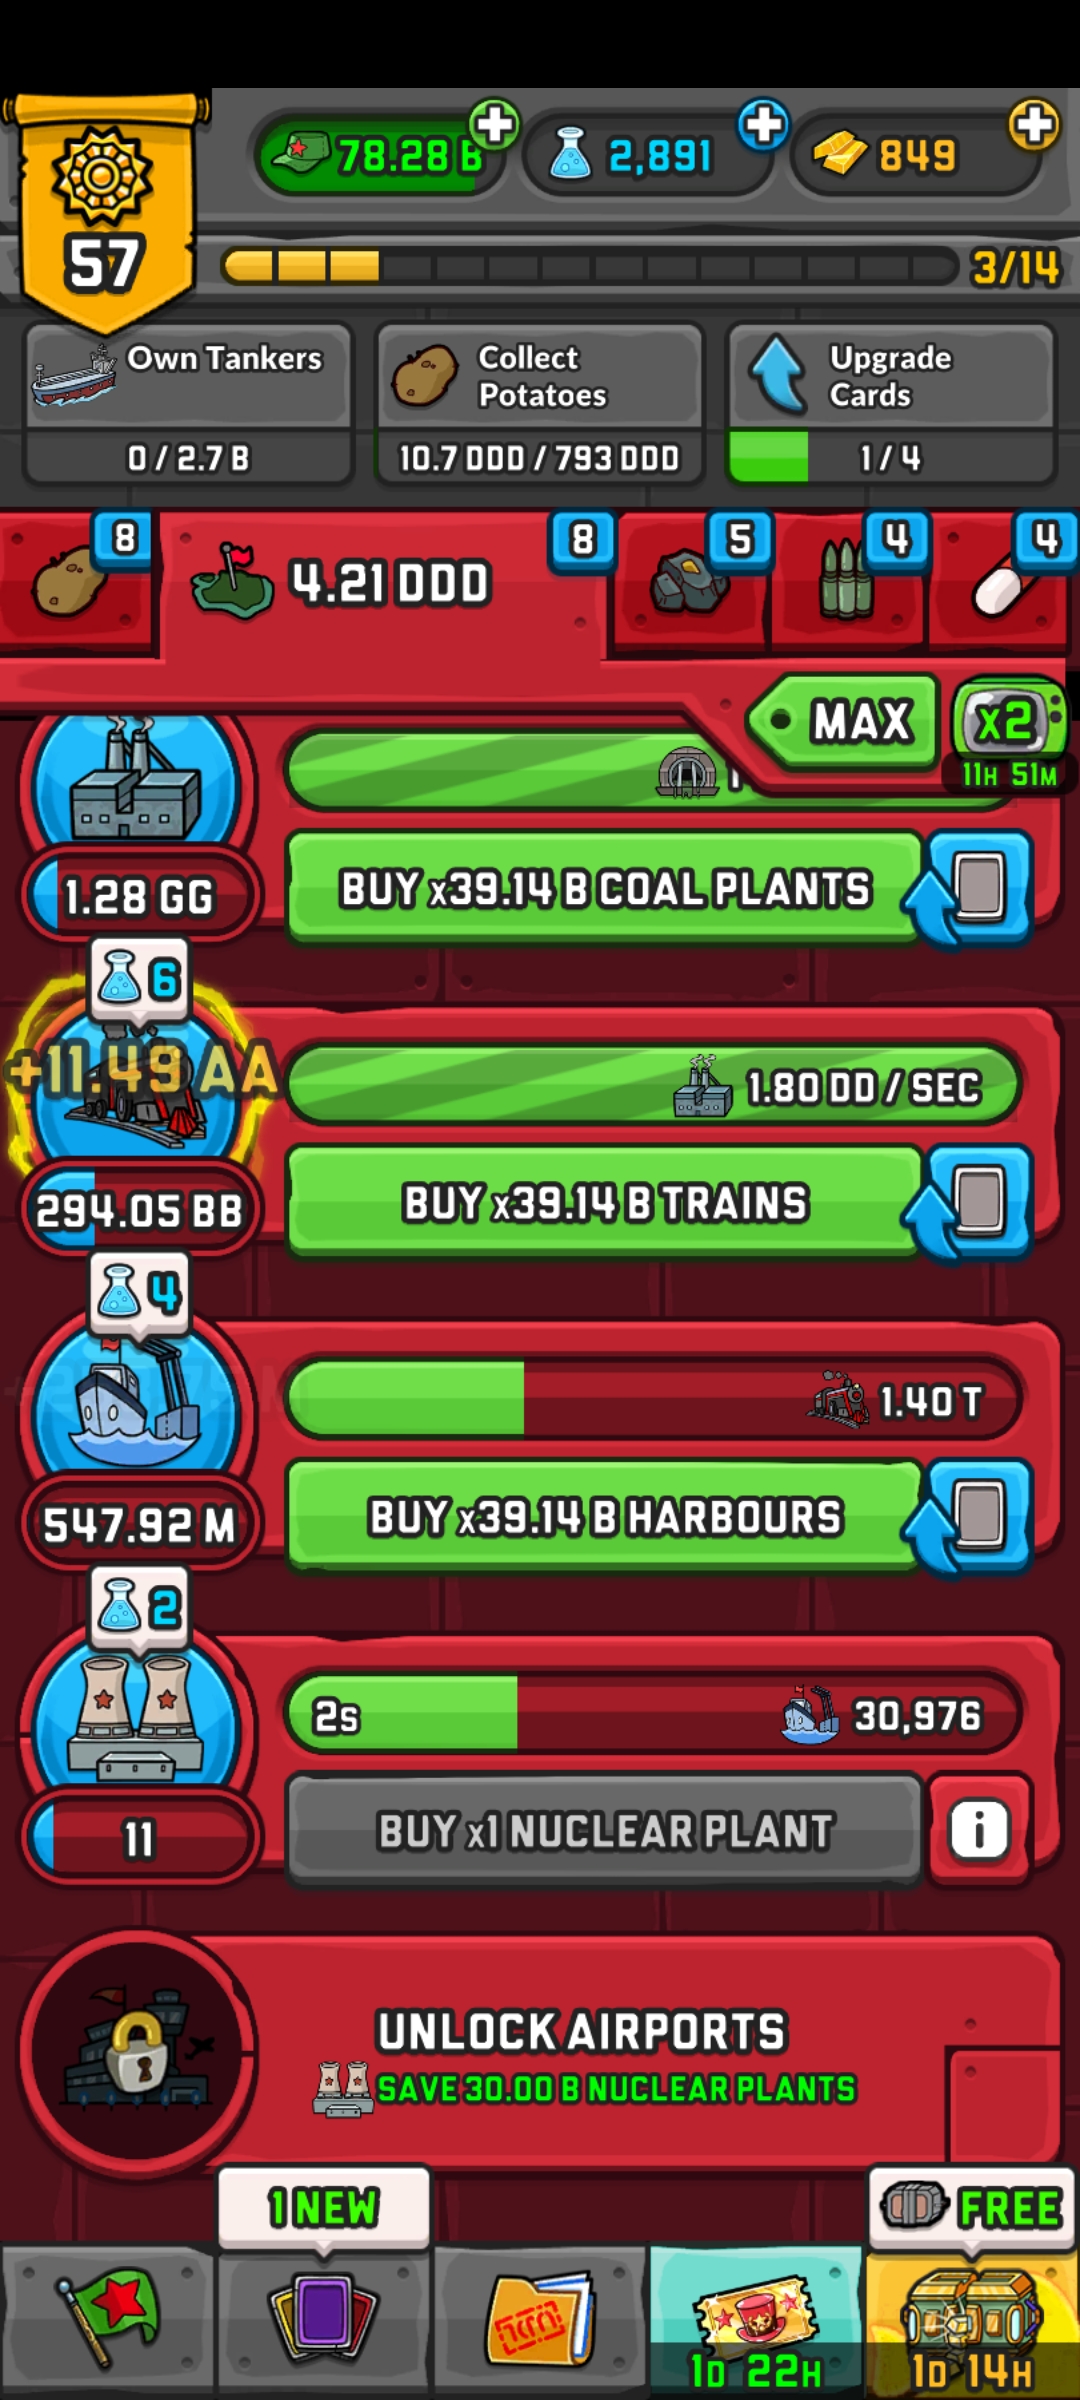 78.28 B
2,891
849
57
3/14
Own Tankers
0 / 2.7 B
Collect
Potatoes
10.7 DDD / 793 DDD
Upgrade
Cards
1 / 4
8
4.21 DDD
8
5
4
4
MAX
x2
11H 51M
1.28 GG
BUY x39.14 B COAL PLANTS
6
+11.49 AA
1.80 DD / SEC
294.05 BB
BUY x39.14 B TRAINS
4
1.40 T
547.92 M
BUY x39.14 B HARBOURS
2
2s
30,976
11
BUY x1 NUCLEAR PLANT
i
UNLOCK AIRPORTS
SAVE 30.00 B NUCLEAR PLANTS
1 NEW
FREE
1D 22H
1D 14H